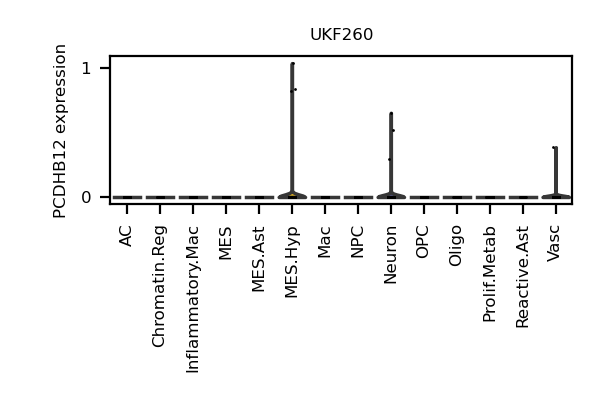 UKF260
PCDHB12 expression
1
0
AC
Chromatin.Reg
Inflammatory.Mac
MES
MES.Ast
MES.Hyp
Mac
NPC
Neuron
OPC
Oligo
Prolif.Metab
Reactive.Ast
Vasc